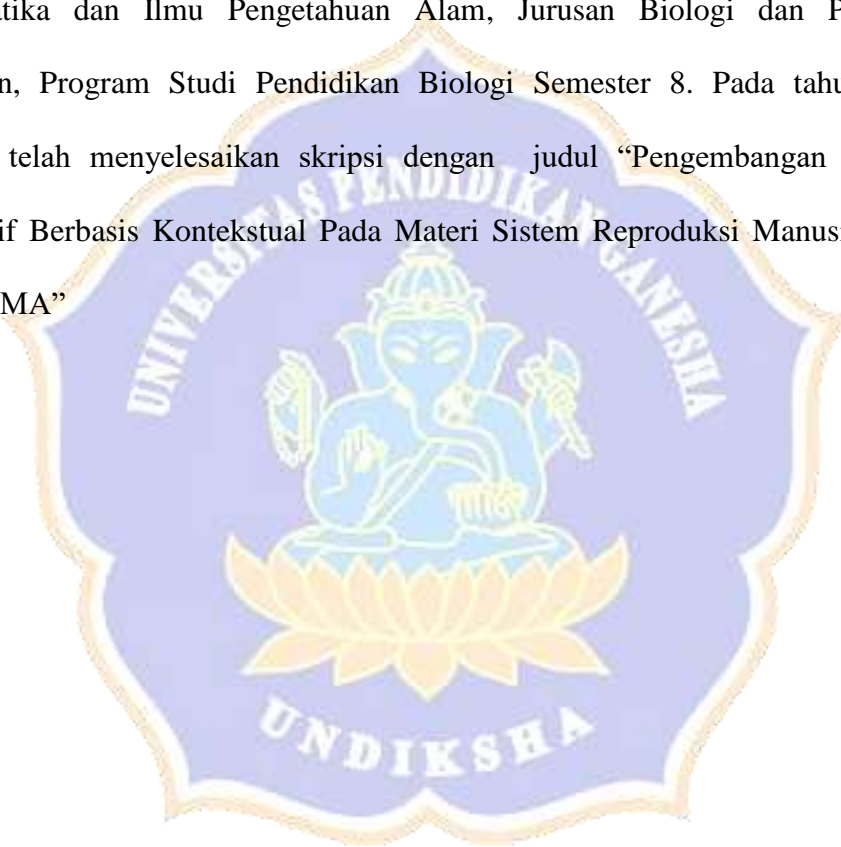 atika dan Ilmu Pengetahuan Alam, Jurusan Biologi dan P
n, Program Studi Pendidikan Biologi Semester 8. Pada tahu
telah menyelesaikan skripsi dengan judul “Pengembangan
if Berbasis Kontekstual Pada Materi Sistem Reproduksi Manus
MA”
UNIVERSITAS PENDIDIKAN GANESHA
UNDIKSHA